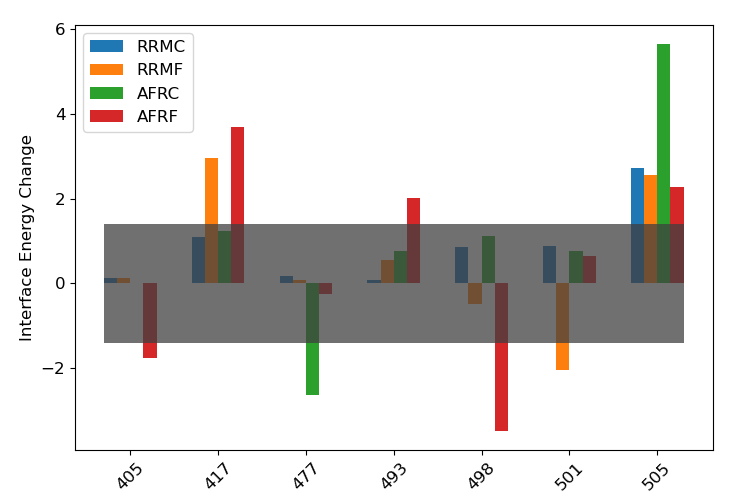 Interface Energy Change
6
4
2
0
−2
RRMC
RRMF
AFRC
AFRF
405
417
477
493
498
501
505